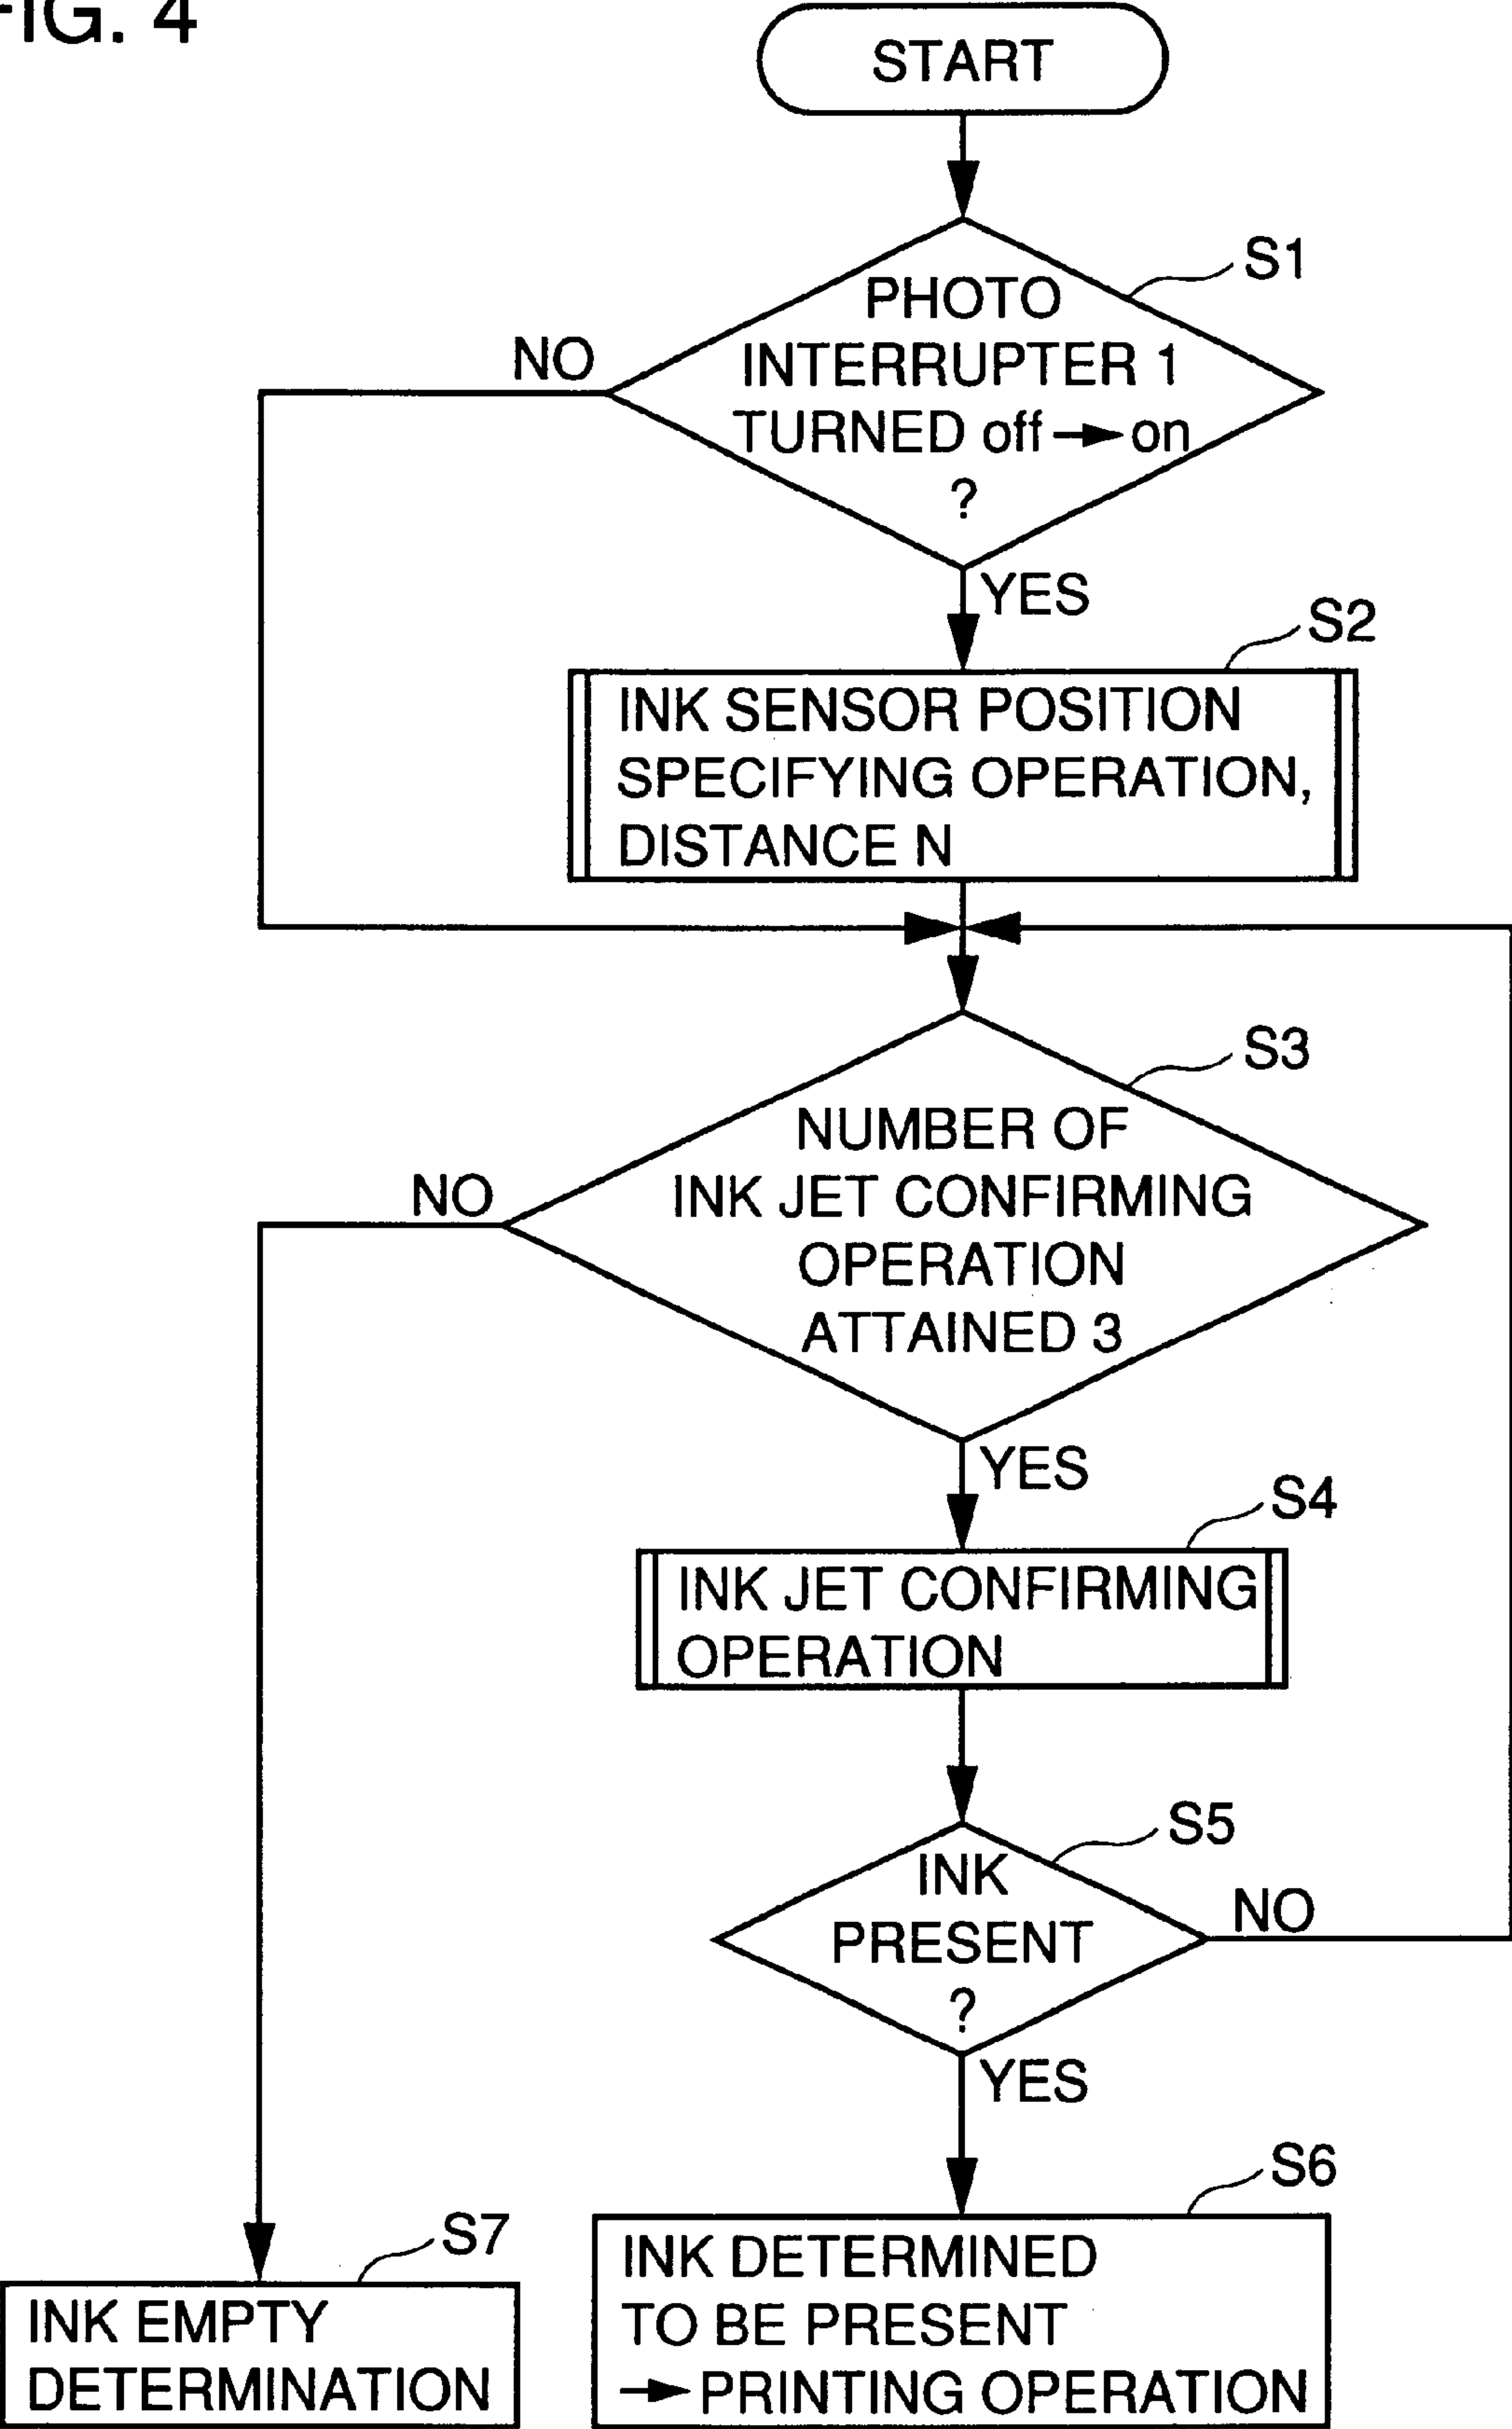 FIG. 4
START
S1
PHOTO
INTERRUPTER 1
TURNED off → on
?
NO
YES
S2
INK SENSOR POSITION
SPECIFYING OPERATION,
DISTANCE N
S3
NUMBER OF
INK JET CONFIRMING
OPERATION
ATTAINED 3
NO
YES
S4
INK JET CONFIRMING
OPERATION
S5
INK
PRESENT
?
NO
YES
S6
INK DETERMINED
TO BE PRESENT
→ PRINTING OPERATION
S7
INK EMPTY
DETERMINATION